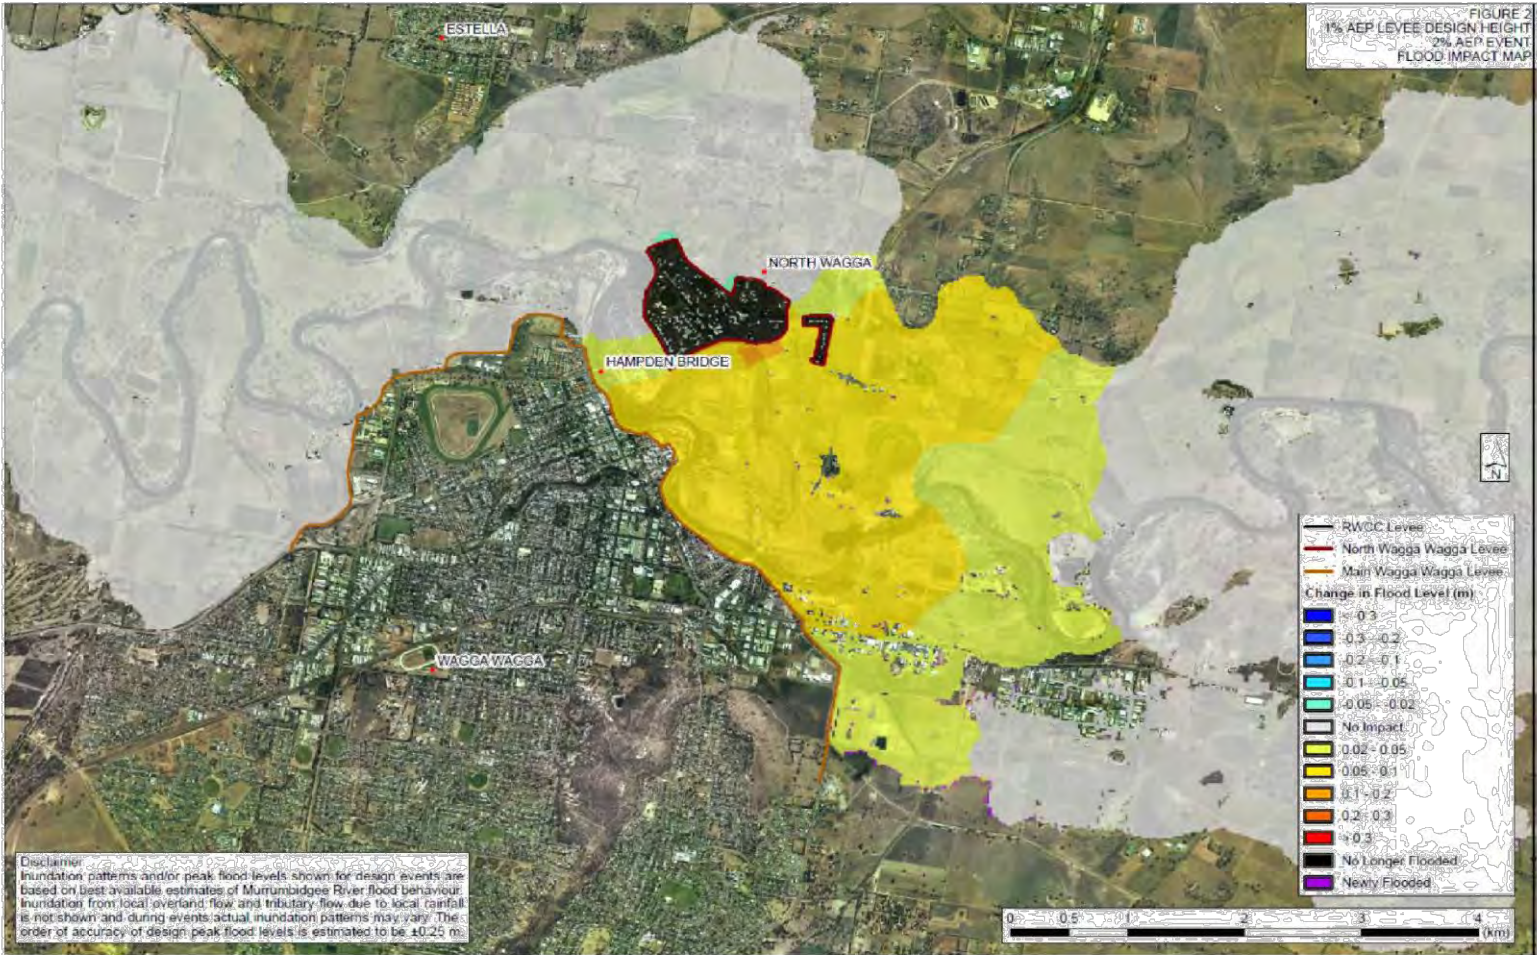 FIGURE 2
1% AEP LEVEE DESIGN HEIGHT
2% AEP EVENT
FLOOD IMPACT MAP
ESTELLA
NORTH WAGGA
HAMPDEN BRIDGE
WAGGA WAGGA
N
RWCC Levee
North Wagga Wagga Levee
Main Wagga Wagga Levee
Change in Flood Level (m)
-0.3
-0.3 - -0.2
-0.2 - -0.1
-0.1 - -0.05
-0.05 - -0.02
No Impact
0.02 - 0.05
0.05 - 0.1
0.1 - 0.2
0.2 - 0.3
>0.3
No Longer Flooded
Newly Flooded
0 0.5 1 2 3 4
(km)
Disclaimer
Inundation patterns and/or peak flood levels shown for design events are
based on best available estimates of Murrumbidgee River flood behaviour.
Inundation from local overland flow and tributary flow due to local rainfall
is not shown and during events actual inundation patterns may vary. The
order of accuracy of design peak flood levels is estimated to be ±0.25 m.